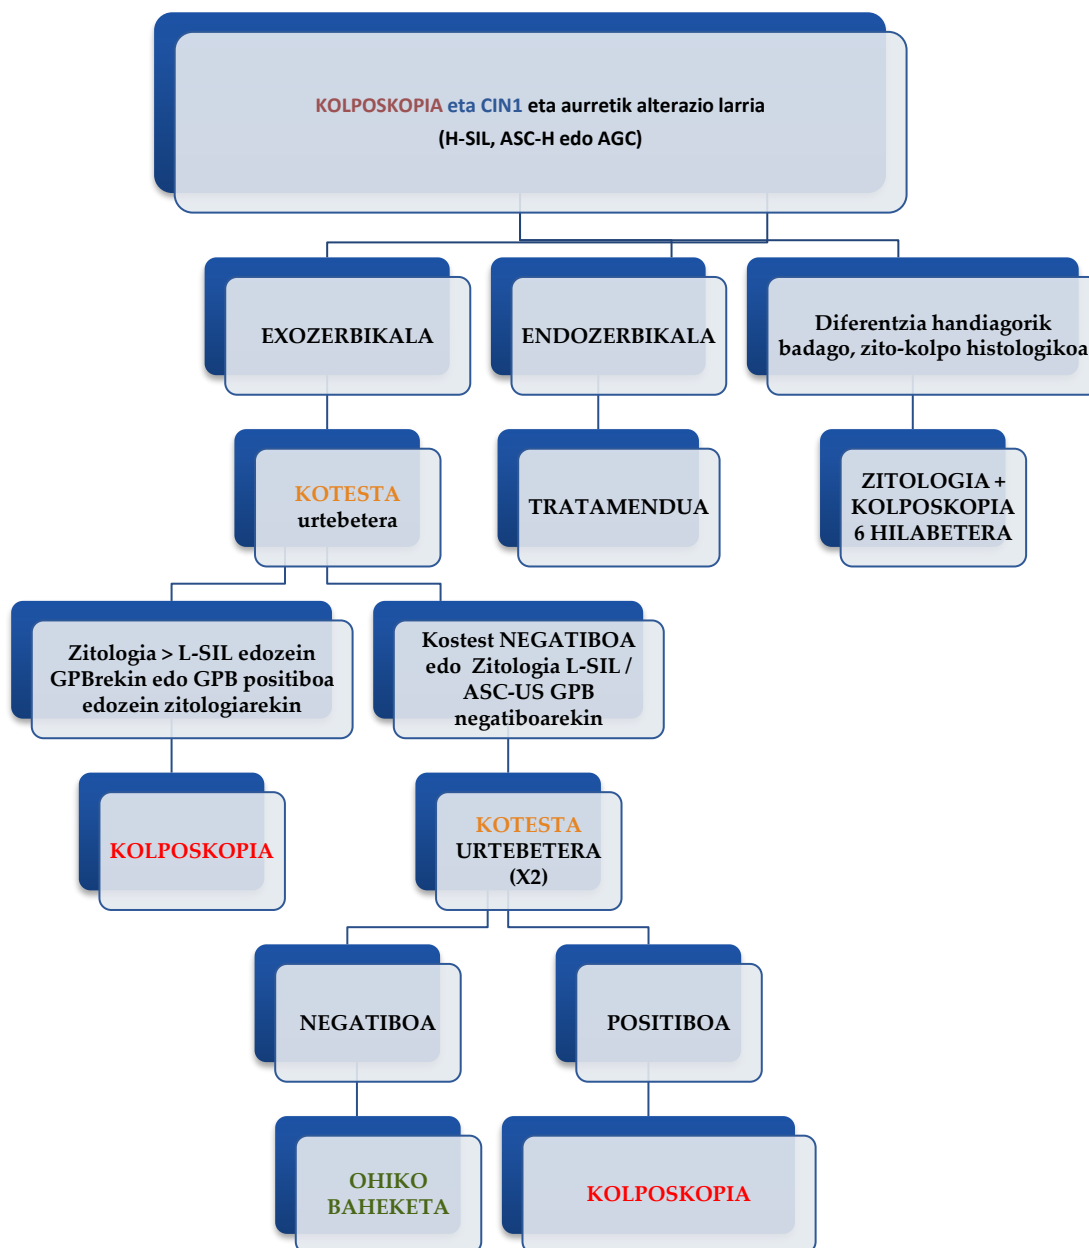 KOLPOSKOPIA eta CIN1 eta aurretik alterazio larria
(H-SIL, ASC-H edo AGC)
EXOZERBIKALA
ENDOZERBIKALA
Diferentzia handiagorik
badago, zito-kolpo histologikoa
KOTESTA
urtebetera
TRATAMENDUA
ZITOLOGIA +
KOLPOSKOPIA
6 HILABETERA
Zitologia > L-SIL edozein
GPBrekin edo GPB positiboa
edozein zitologiarekin
Kostest NEGATIBOA
edo Zitologia L-SIL /
ASC-US GPB
negatiboarekin
KOLPOSKOPIA
KOTESTA
URTEBETERA
(X2)
NEGATIBOA
POSITIBOA
OHIKO
BAHEKETA
KOLPOSKOPIA